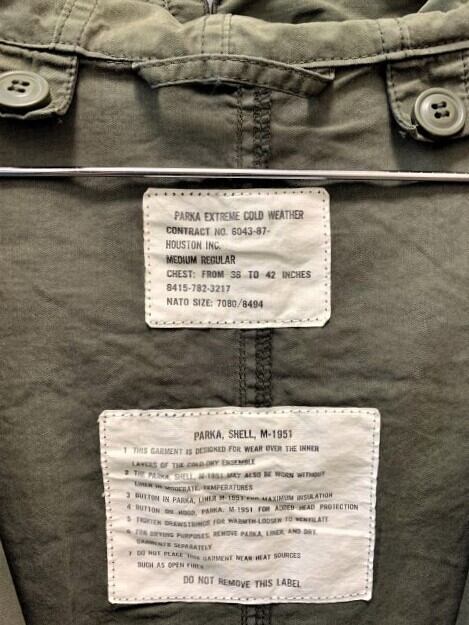 PARKA EXTREME COLD WEATHER
CONTRACT NO. 6043-87-
HOUSTON INC.
MEDIUM REGULAR
CHEST: FROM 38 TO 42 INCHES
8415-782-3217
NATO SIZE: 7080/8494
PARKA, SHELL, M-1951
1 THIS GARMENT IS DESIGNED FOR WEAR OVER THE INNER
LAYERS OF THE COLD-DRY ENSEMBLE
2 THE PARKA, SHELL, M-1951 MAY ALSO BE WORN WITHOUT
LINER IN MODERATE, TEMPERATURES
3 BUTTON IN PARKA, LINER M-1951 FOR MAXIMUM INSULATION
4 BUTTON ON HOOD, PARKA, M-1951 FOR ADDED HEAD PROTECTION
5 TIGHTEN DRAWSTRINGS FOR WARMTH-LOOSEN TO VENTILATE
6 FOR DRYING PURPOSES, REMOVE PARKA, LINER, AND DRY
GARMENTS SEPARATELY
7 DO NOT PLACE THIS GARMENT NEAR HEAT SOURCES
SUCH AS OPEN FIRES
DO NOT REMOVE THIS LABEL